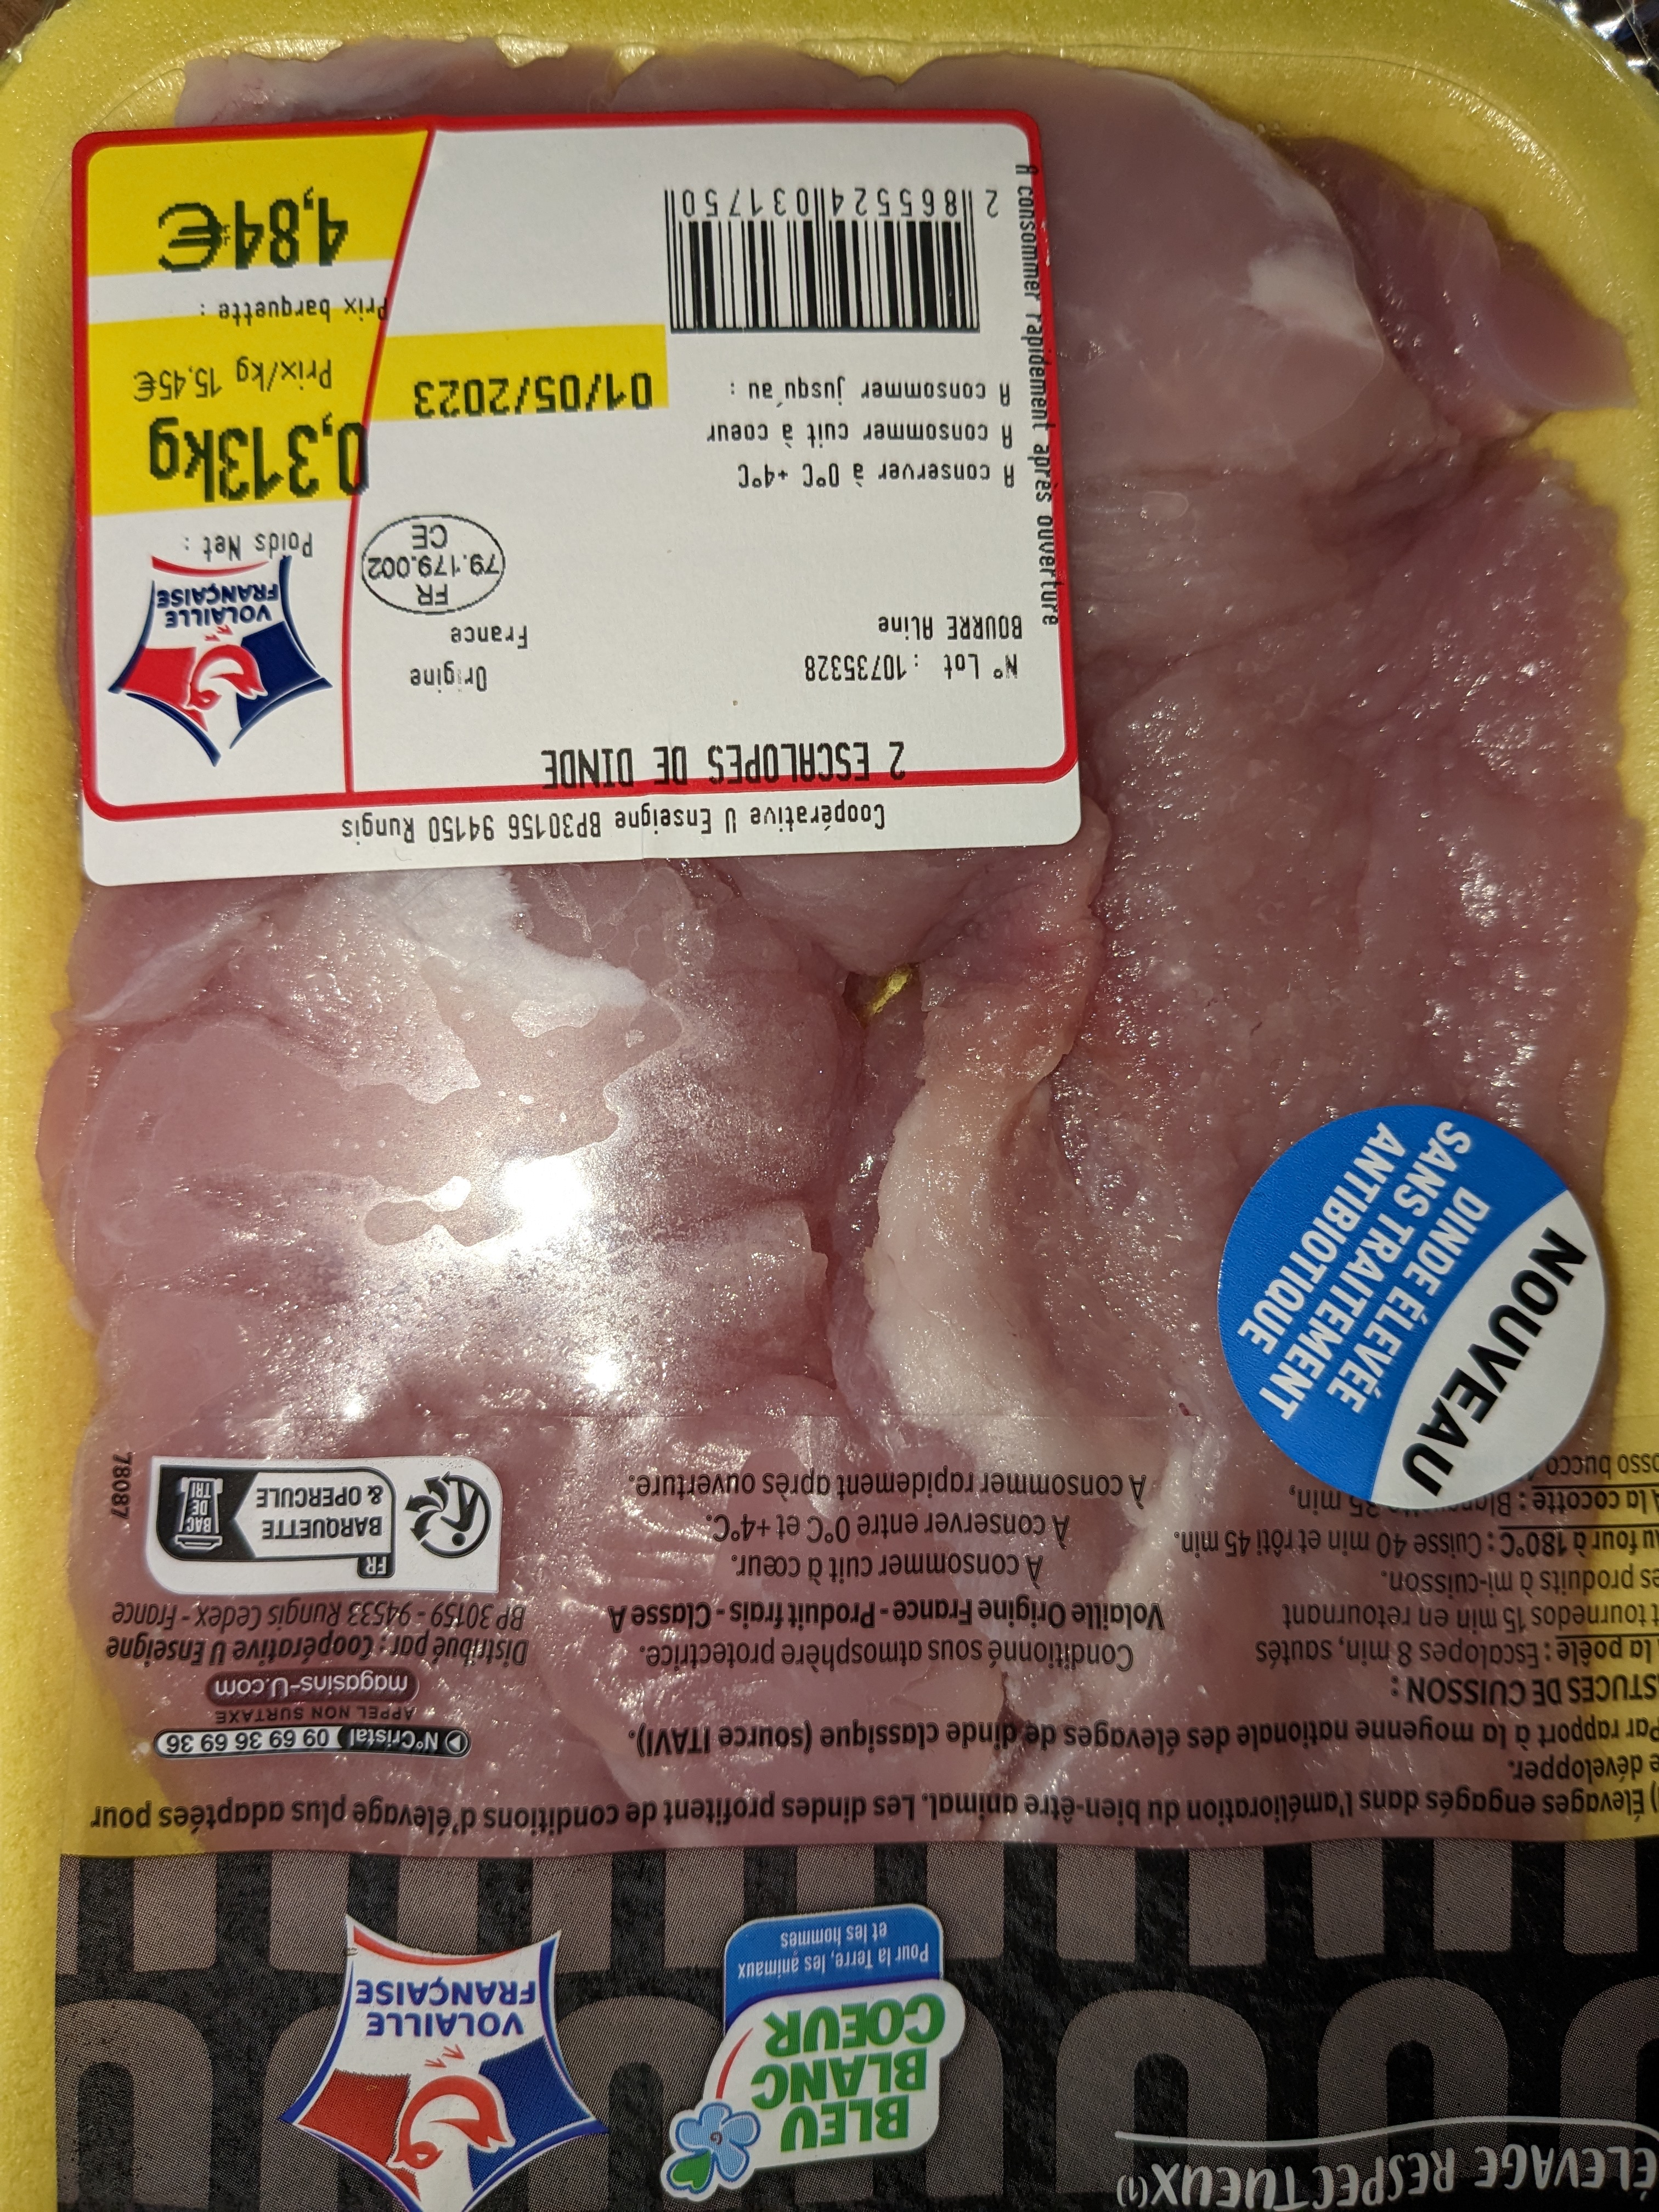 ÉLEVAGE RESPECTUEUX(1)
BLEU
BLANC
COEUR
Pour la Terre, les animaux
et les hommes
VOLAILLE
FRANÇAISE
Élevages engagés dans l'amélioration du bien-être animal. Les dindes profitent de conditions d'élevage plus adaptées pour
développer.
Par rapport à la moyenne nationale des élevages de dinde classique (source ITAVI).
STUCES DE CUISSON :
la poêle : Escalopes 8 min, sautés
t tournedos 15 min en retournant
es produits à mi-cuisson.
Au four à 180°C : Cuisse 40 min et rôti 45 min.
A la cocotte : 35 min,
osso bucco
Conditionné sous atmosphère protectrice.
Volaille Origine France - Produit frais - Classe A
À consommer cuit à cœur.
À conserver entre 0°C et +4°C.
À consommer rapidement après ouverture.
N°Cristal 09 69 36 69 36
APPEL NON SURTAXE
magasins-U.com
Distribué par : Coopérative U Enseigne
BP 30159 - 94533 Rungis Cedex - France
FR
BARQUETTE
& OPERCULE
BAC
DE
TRI
78087
NOUVEAU
DINDE ÉLEVÉE
SANS TRAITEMENT
ANTIBIOTIQUE
Coopérative U Enseigne BP30156 94150 Rungis
2 ESCALOPES DE DINDE
N° Lot : 10735328
BOURRE Aline
Origine
France
FR
79.179.002
CE
A conserver à 0°C +4°C
A consommer cuit à coeur
A consommer jusqu'au :
01/05/2023
2 865524 031750
A consommer rapidement après ouverture
VOLAILLE
FRANÇAISE
Poids Net :
0,313kg
Prix/kg 15,45€
Prix barquette :
4,84€